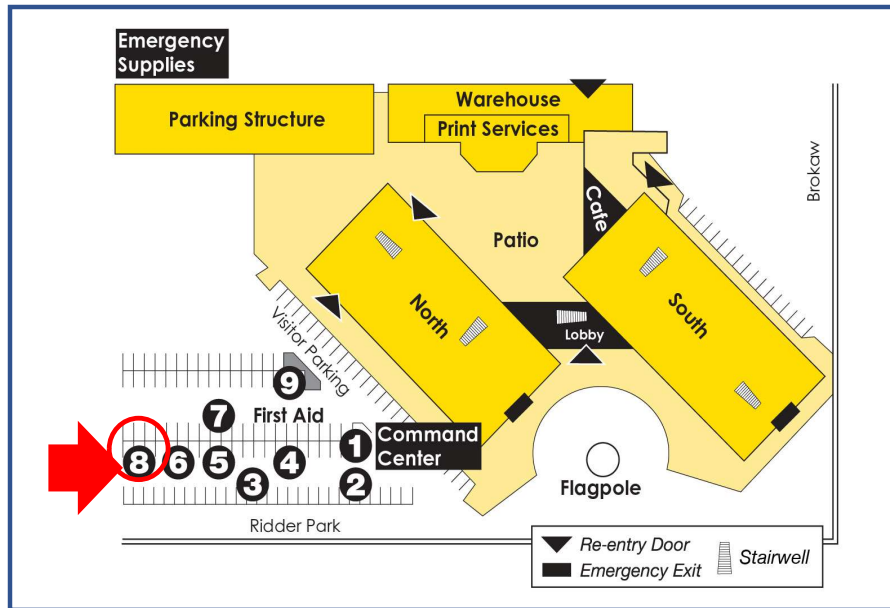 Emergency
Supplies
Parking Structure
Warehouse
Print Services
Brokaw
Cafe
Patio
North
South
Lobby
Visitor Parking
9
7
First Aid
1
Command
Center
8
6
5
4
3
2
Flagpole
Ridder Park
Re-entry Door
Emergency Exit
Stairwell